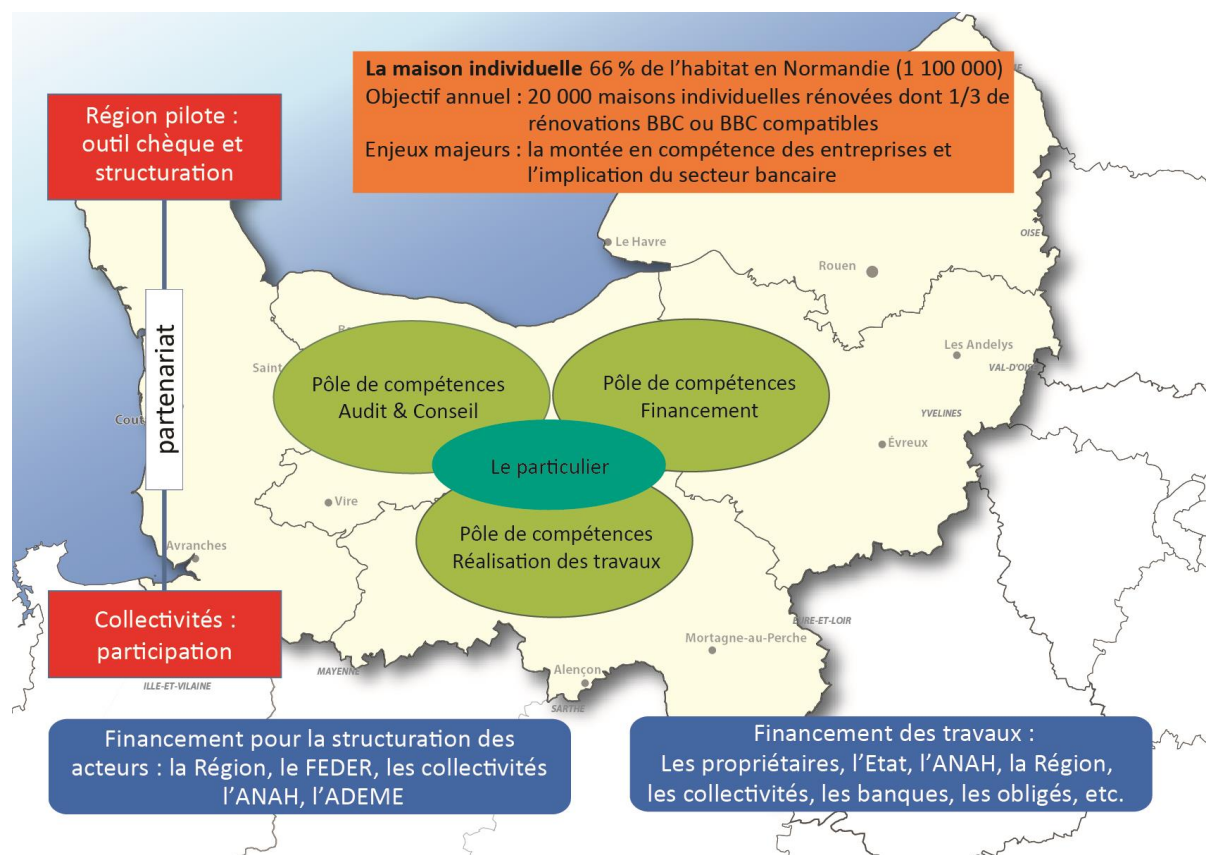 La maison individuelle 66 % de l’habitat en Normandie (1 100 000)
Objectif annuel : 20 000 maisons individuelles rénovées dont 1/3 de
rénovations BBC ou BBC compatibles
Enjeux majeurs : la montée en compétence des entreprises et
l’implication du secteur bancaire
Région pilote :
outil chèque et
structuration
partenariat
Collectivités :
participation
Le Havre
Rouen
OISE
Les Andelys
VAL-D'OISE
YVELINES
Évreux
Saint
Cout
Pôle de compétences
Audit & Conseil
Pôle de compétences
Financement
Le particulier
Vire
Pôle de compétences
Réalisation des travaux
Avranches
EURE-ET-LOIR
Mortagne-au-Perche
MAYENNE
Alençon
ILLE-ET-VILAINE
SARTHE
Financement pour la structuration des
acteurs : la Région, le FEDER, les collectivités
l’ANAH, l’ADEME
Financement des travaux :
Les propriétaires, l’Etat, l’ANAH, la Région,
les collectivités, les banques, les obligés, etc.